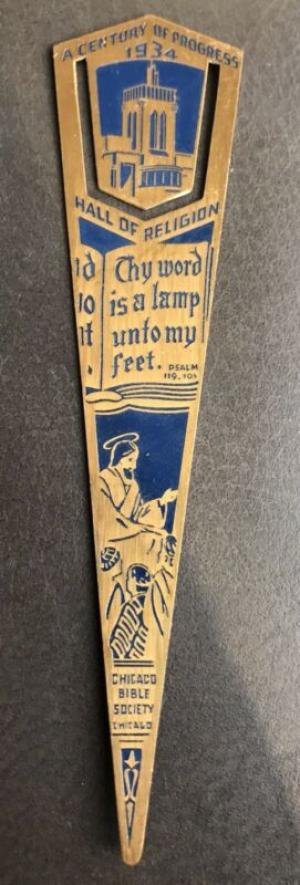 A CENTURY OF PROGRESS
1934
HALL OF RELIGION
Thy word
is a lamp
unto my
feet. PSALM
119.105
CHICAGO
BIBLE
SOCIETY
CHICAGO